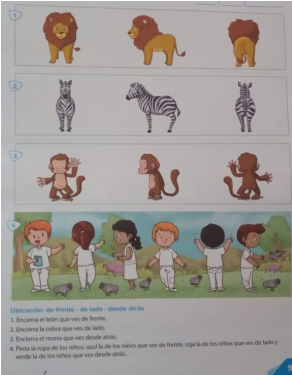 1
2
3
4
Ubicación: de frente - de lado - desde atrás
1. Encierra el león que ves de frente.
2. Encierra la cebra que ves de lado.
3. Encierra el mono que ves desde atrás.
4. Pinta la ropa de los niños: azul la de los niños que ves de frente, roja la de los niños que ves de lado y
verde la de los niños que ves desde atrás.
9